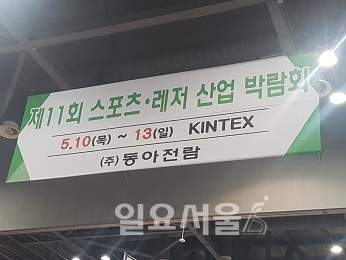 제11회 스포츠·레저 산업 박람회
5.10(목) ~ 13(일) KINTEX
(주) 동아전람
일요서울